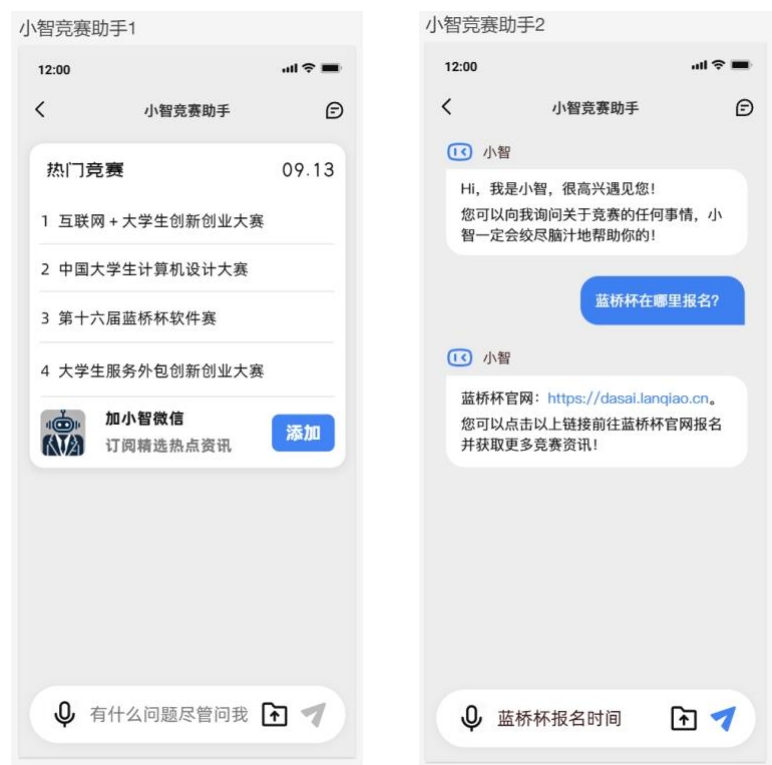 小智竞赛助手1
12:00
小智竞赛助手
热门竞赛 09.13
1 互联网+大学生创新创业大赛
2 中国大学生计算机设计大赛
3 第十六届蓝桥杯软件赛
4 大学生服务外包创新创业大赛
加小智微信
订阅精选热点资讯
添加
有什么问题尽管问我
小智竞赛助手2
12:00
小智竞赛助手
小智
Hi，我是小智，很高兴遇见您！
您可以向我询问关于竞赛的任何事情，小
智一定会绞尽脑汁地帮助你的！
蓝桥杯在哪里报名？
小智
蓝桥杯官网：https://dasai.lanqiao.cn。
您可以点击以上链接前往蓝桥杯官网报名
并获取更多竞赛资讯！
蓝桥杯报名时间